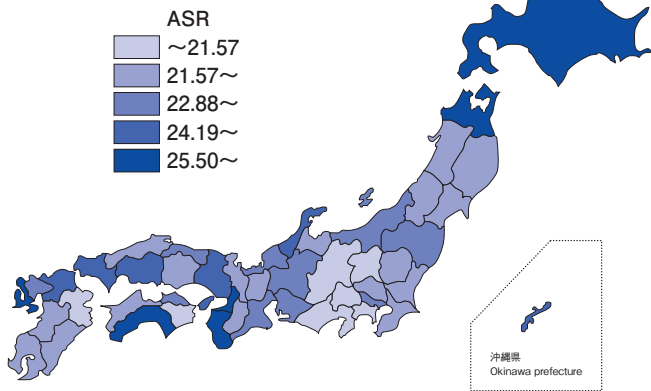 ASR
～21.57
21.57～
22.88～
24.19～
25.50～
沖縄県
Okinawa prefecture